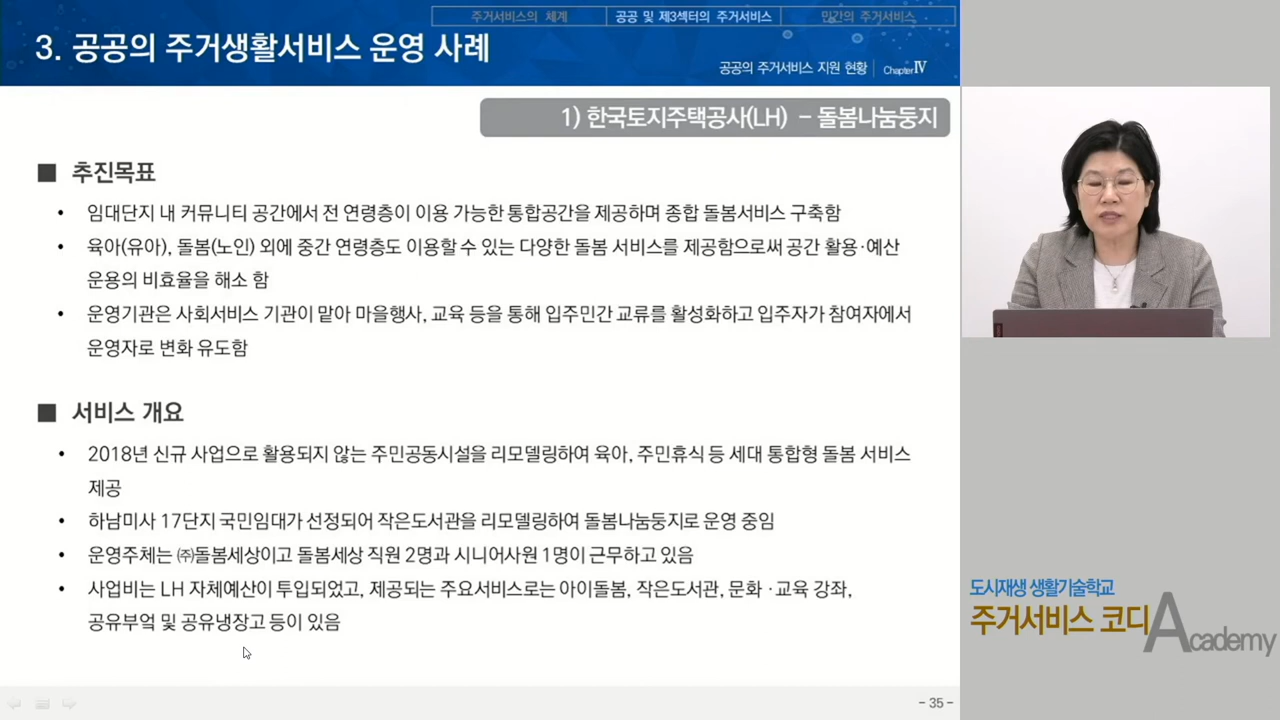 주거서비스의 체계
공공 및 제3섹터의 주거서비스
민간의 주거서비스
3. 공공의 주거생활서비스 운영 사례
공공의 주거서비스 지원 현황 | Chapter Ⅳ
1) 한국토지주택공사(LH) – 돌봄나눔둥지
■ 추진목표
• 임대단지 내 커뮤니티 공간에서 전 연령층이 이용 가능한 통합공간을 제공하며 종합 돌봄서비스 구축함
• 육아(유아), 돌봄(노인) 외에 중간 연령층도 이용할 수 있는 다양한 돌봄 서비스를 제공함으로써 공간 활용·예산
운용의 비효율을 해소 함
• 운영기관은 사회서비스 기관이 맡아 마을행사, 교육 등을 통해 입주민간 교류를 활성화하고 입주자가 참여자에서
운영자로 변화 유도함
■ 서비스 개요
• 2018년 신규 사업으로 활용되지 않는 주민공동시설을 리모델링하여 육아, 주민휴식 등 세대 통합형 돌봄 서비스
제공
• 하남미사 17단지 국민임대가 선정되어 작은도서관을 리모델링하여 돌봄나눔둥지로 운영 중임
• 운영주체는 ㈜돌봄세상이고 돌봄세상 직원 2명과 시니어사원 1명이 근무하고 있음
• 사업비는 LH 자체예산이 투입되었고, 제공되는 주요서비스로는 아이돌봄, 작은도서관, 문화 ·교육 강좌,
공유부엌 및 공유냉장고 등이 있음
도시재생 생활기술학교
주거서비스 코디 Academy
– 35 –